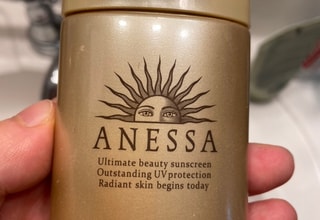 ANESSA
Ultimate beauty sunscreen
Outstanding UV protection
Radiant skin begins today